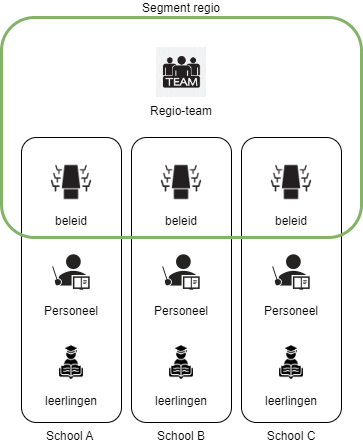 Segment regio
TEAM
Regio-team
beleid beleid beleid
Personeel Personeel Personeel
leerlingen leerlingen leerlingen
School A School B School C